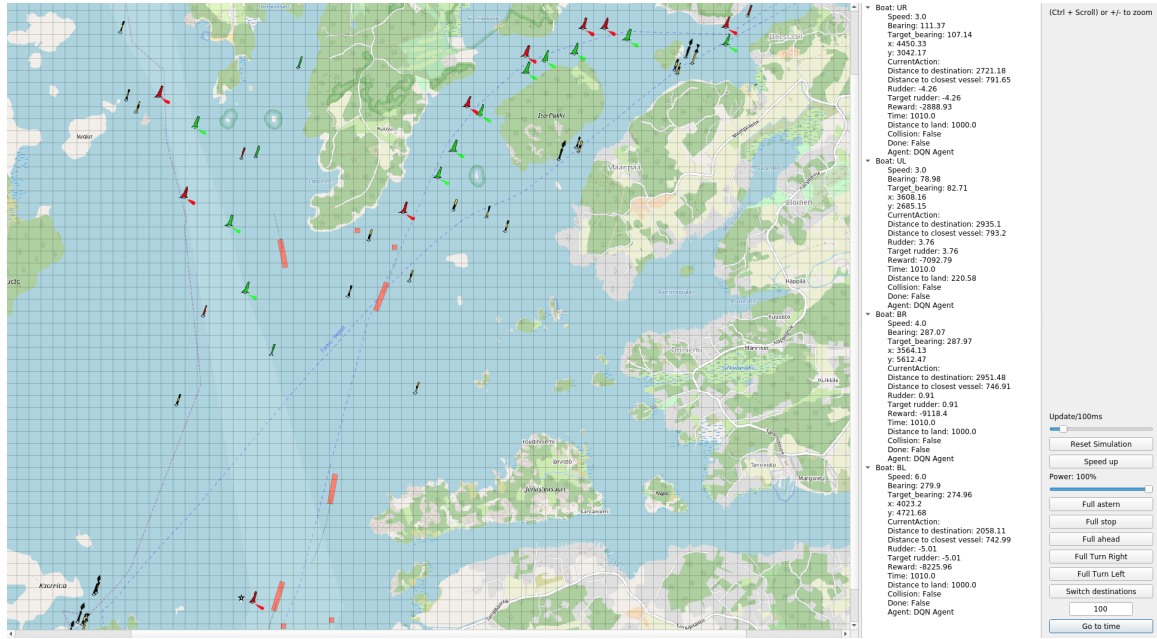 Boat: UR
Speed: 3.0
Bearing: 111.37
Target_bearing: 107.14
x: 4450.33
y: 3042.17
CurrentAction:
Distance to destination: 2721.18
Distance to closest vessel: 791.65
Rudder: -4.26
Target rudder: -4.26
Reward: -2888.93
Time: 1010.0
Distance to land: 1000.0
Collision: False
Done: False
Agent: DQN Agent
Boat: UL
Speed: 3.0
Bearing: 78.98
Target_bearing: 82.71
x: 3608.16
y: 2685.15
CurrentAction:
Distance to destination: 2935.1
Distance to closest vessel: 793.2
Rudder: 3.76
Target rudder: 3.76
Reward: -7092.79
Time: 1010.0
Distance to land: 220.58
Collision: False
Done: False
Agent: DQN Agent
Boat: BR
Speed: 4.0
Bearing: 287.07
Target_bearing: 287.97
x: 3564.13
y: 5612.47
CurrentAction:
Distance to destination: 2951.48
Distance to closest vessel: 746.91
Rudder: 0.91
Target rudder: 0.91
Reward: -9118.4
Time: 1010.0
Distance to land: 1000.0
Collision: False
Done: False
Agent: DQN Agent
Boat: BL
Speed: 6.0
Bearing: 279.9
Target_bearing: 274.96
x: 4023.2
y: 4721.68
CurrentAction:
Distance to destination: 2058.11
Distance to closest vessel: 742.99
Rudder: -5.01
Target rudder: -5.01
Reward: -8225.96
Time: 1010.0
Distance to land: 1000.0
Collision: False
Done: False
Agent: DQN Agent
(Ctrl + Scroll) or +/- to zoom
Update/100ms
Reset Simulation
Speed up
Power: 100%
Full astern
Full stop
Full ahead
Full Turn Right
Full Turn Left
Switch destinations
100
Go to time
Iso-Pukki
Häppilä
Kulkkila
Järvistö